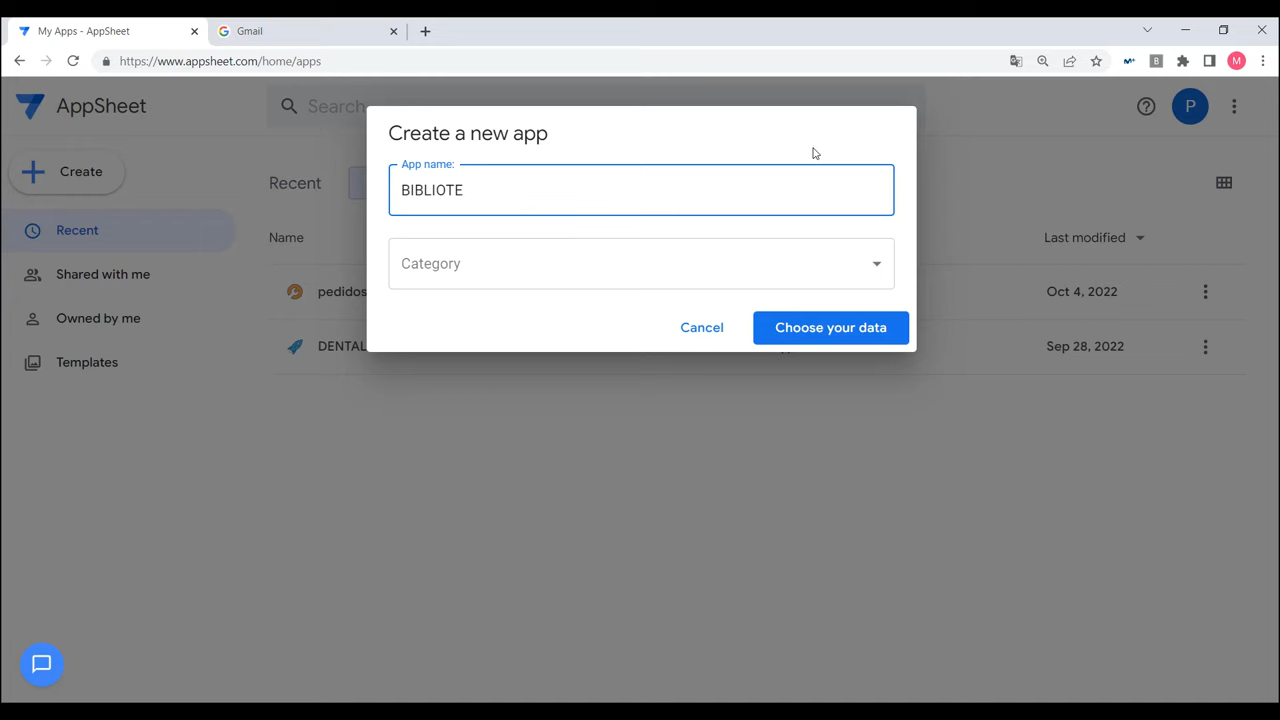 My Apps - AppSheet
Gmail
https://www.appsheet.com/home/apps
B
M
AppSheet
Search
P
Create
Recent
Shared with me
Owned by me
Templates
Recent
Name
Last modified
pedidos
Oct 4, 2022
DENTAL
Sep 28, 2022
Create a new app
App name:
BIBLIOTE
Category
Cancel
Choose your data